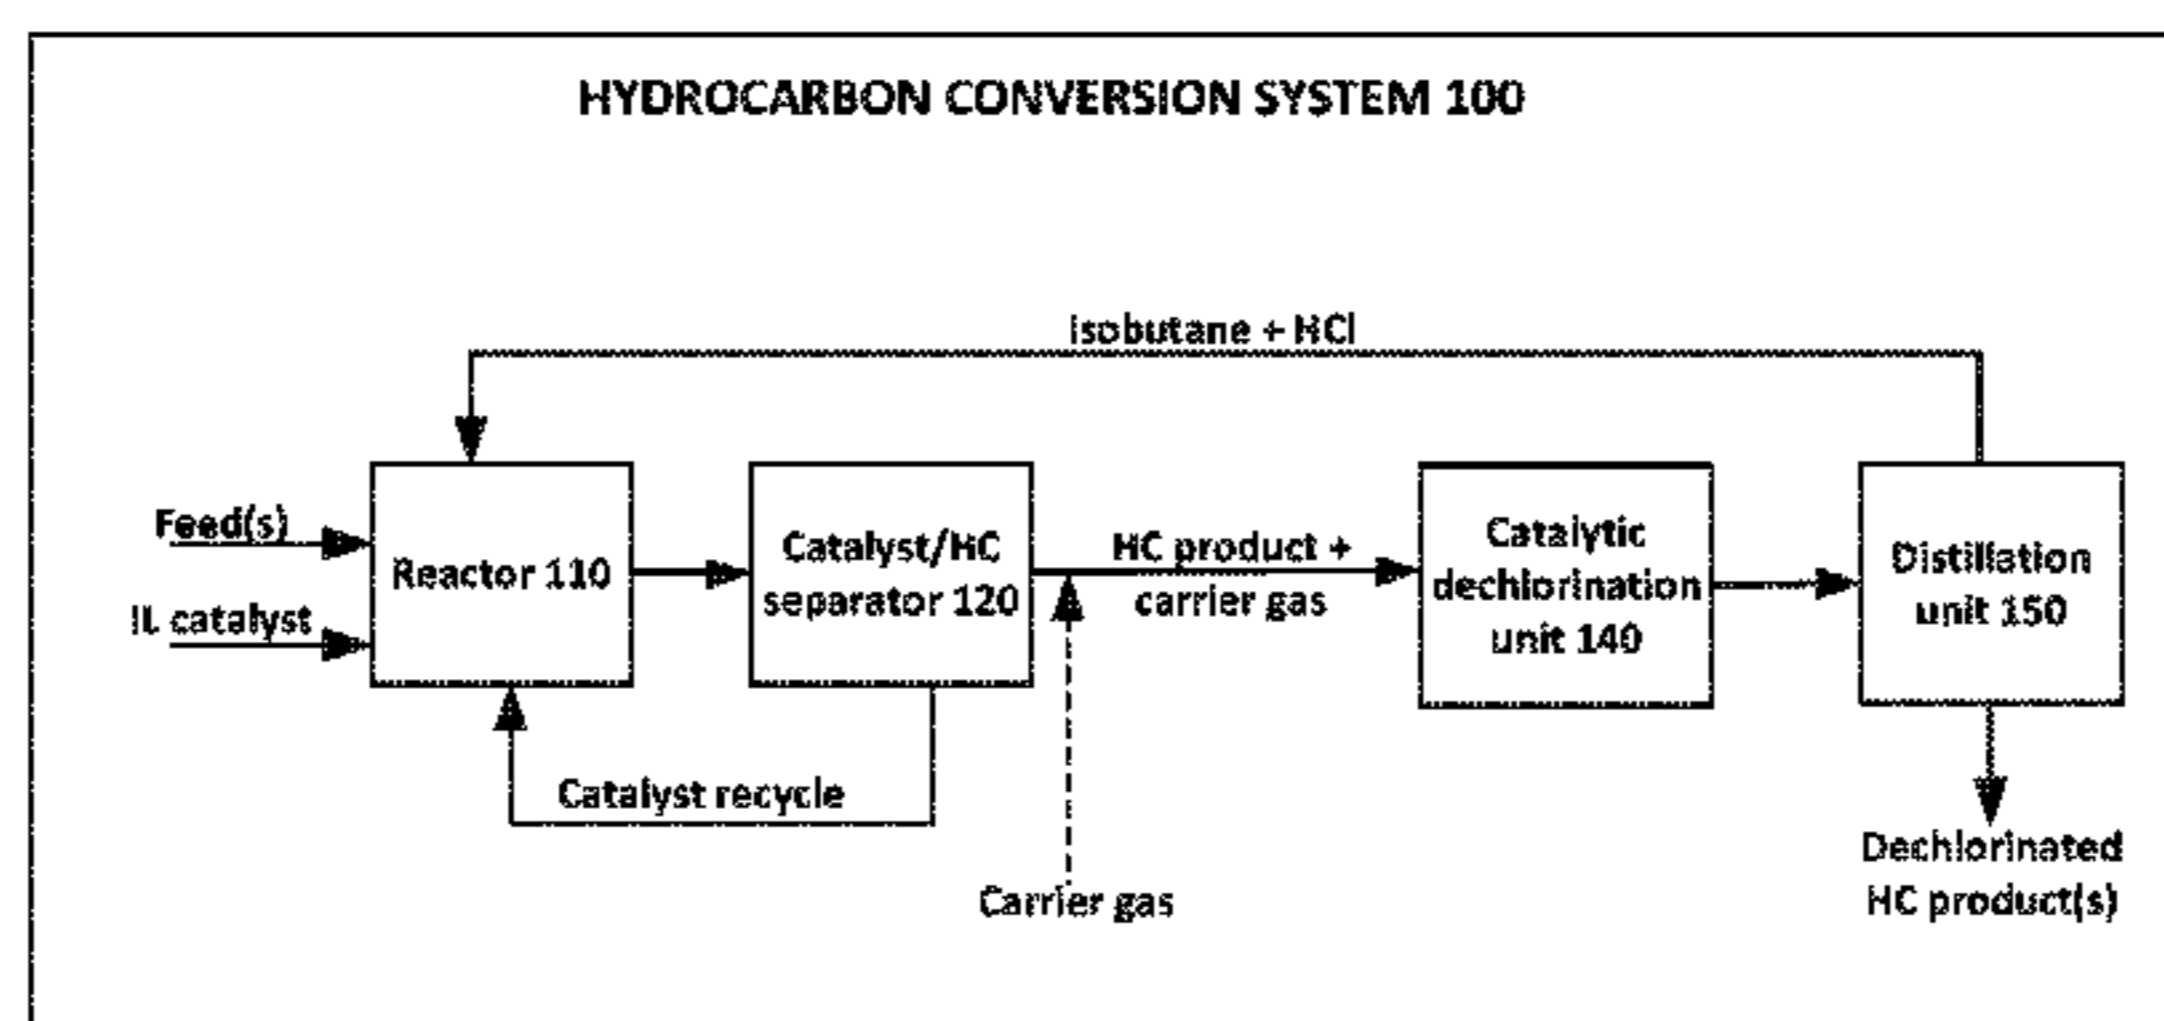 HYDROCARBON CONVERSION SYSTEM 100
isobutane + HCl
Feed(s)
IL catalyst
Reactor 110
Catalyst/HC
separator 120
HC product +
carrier gas
Catalytic
dechlorination
unit 140
Distillation
unit 150
Catalyst recycle
Carrier gas
Dechlorinated
HC product(s)